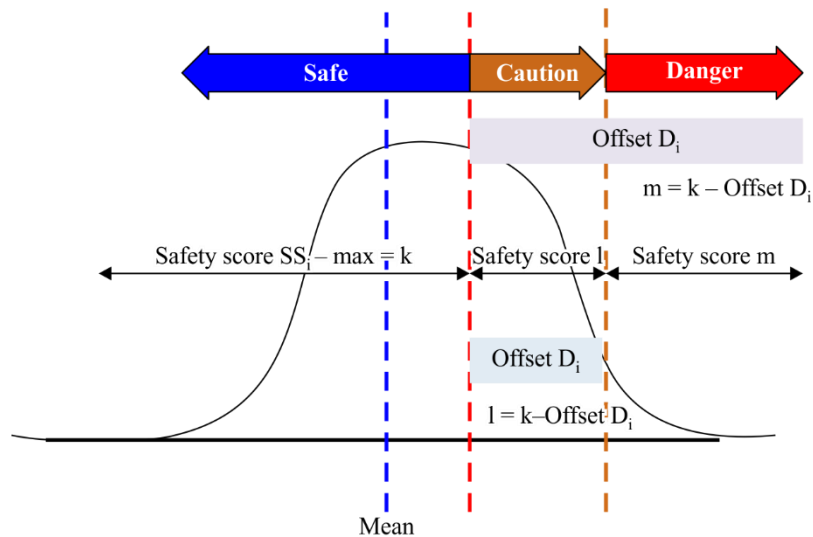 Safe Caution Danger
Offset Di
m = k – Offset Di
Safety score SSi – max = k Safety score l Safety score m
Offset Di
l = k–Offset Di
Mean